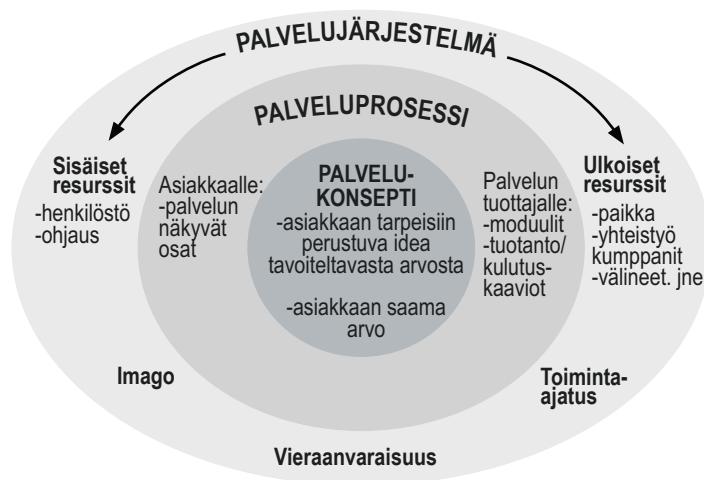 PALVELUJÄRJESTELMÄ
PALVELUPROSESSI
Sisäiset
resurssit
-henkilöstö
-ohjaus
Asiakkaalle:
-palvelun
näkyvät
osat
PALVELU-
KONSEPTI
-asiakkaan tarpeisiin
perustuva idea
tavoiteltavasta arvosta
-asiakkaan saama
arvo
Palvelun
tuottajalle:
-moduulit
-tuotanto/
kulutus-
kaaviot
Ulkoiset
resurssit
-paikka
-yhteistyö
kumppanit
-välineet. jne
Imago
Toiminta-
ajatus
Vieraanvaraisuus